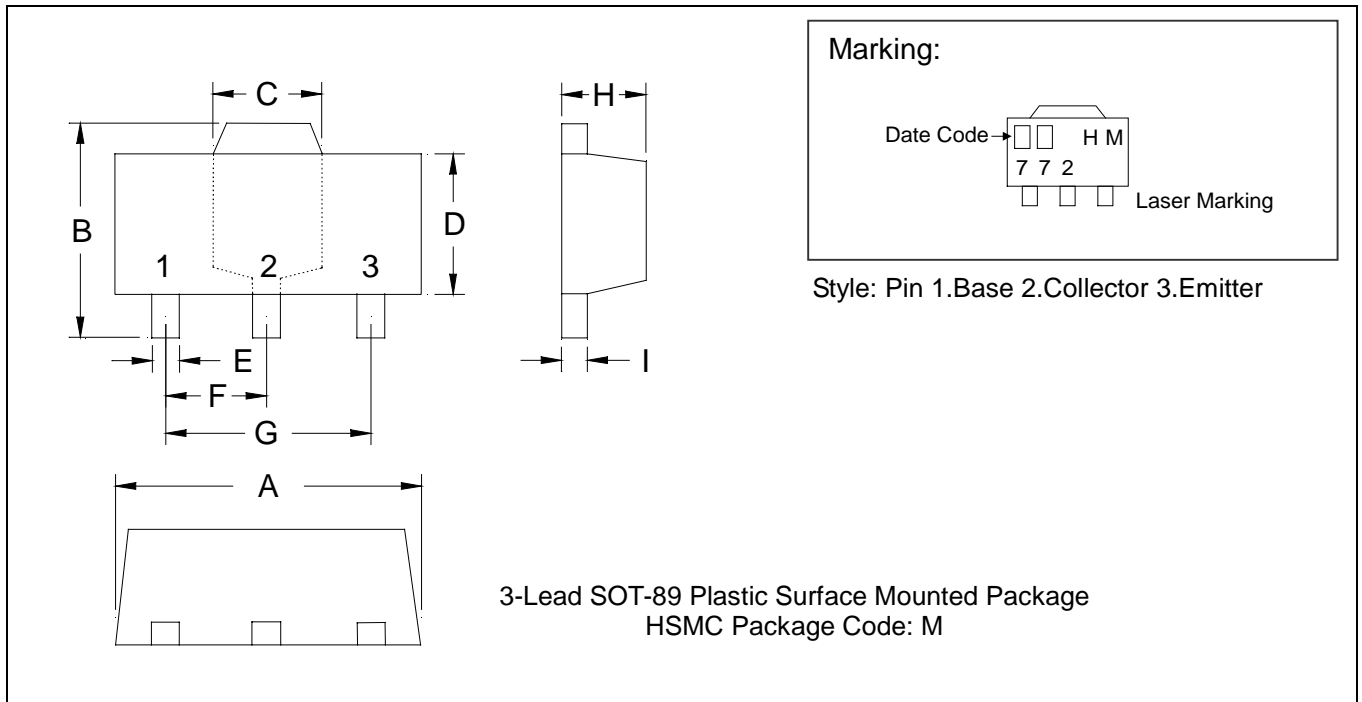 C
B
D
1 2 3
E
F
G
A
H
I
Marking:
Date Code
H M
7 7 2
Laser Marking
Style: Pin 1.Base 2.Collector 3.Emitter
3-Lead SOT-89 Plastic Surface Mounted Package
HSMC Package Code: M